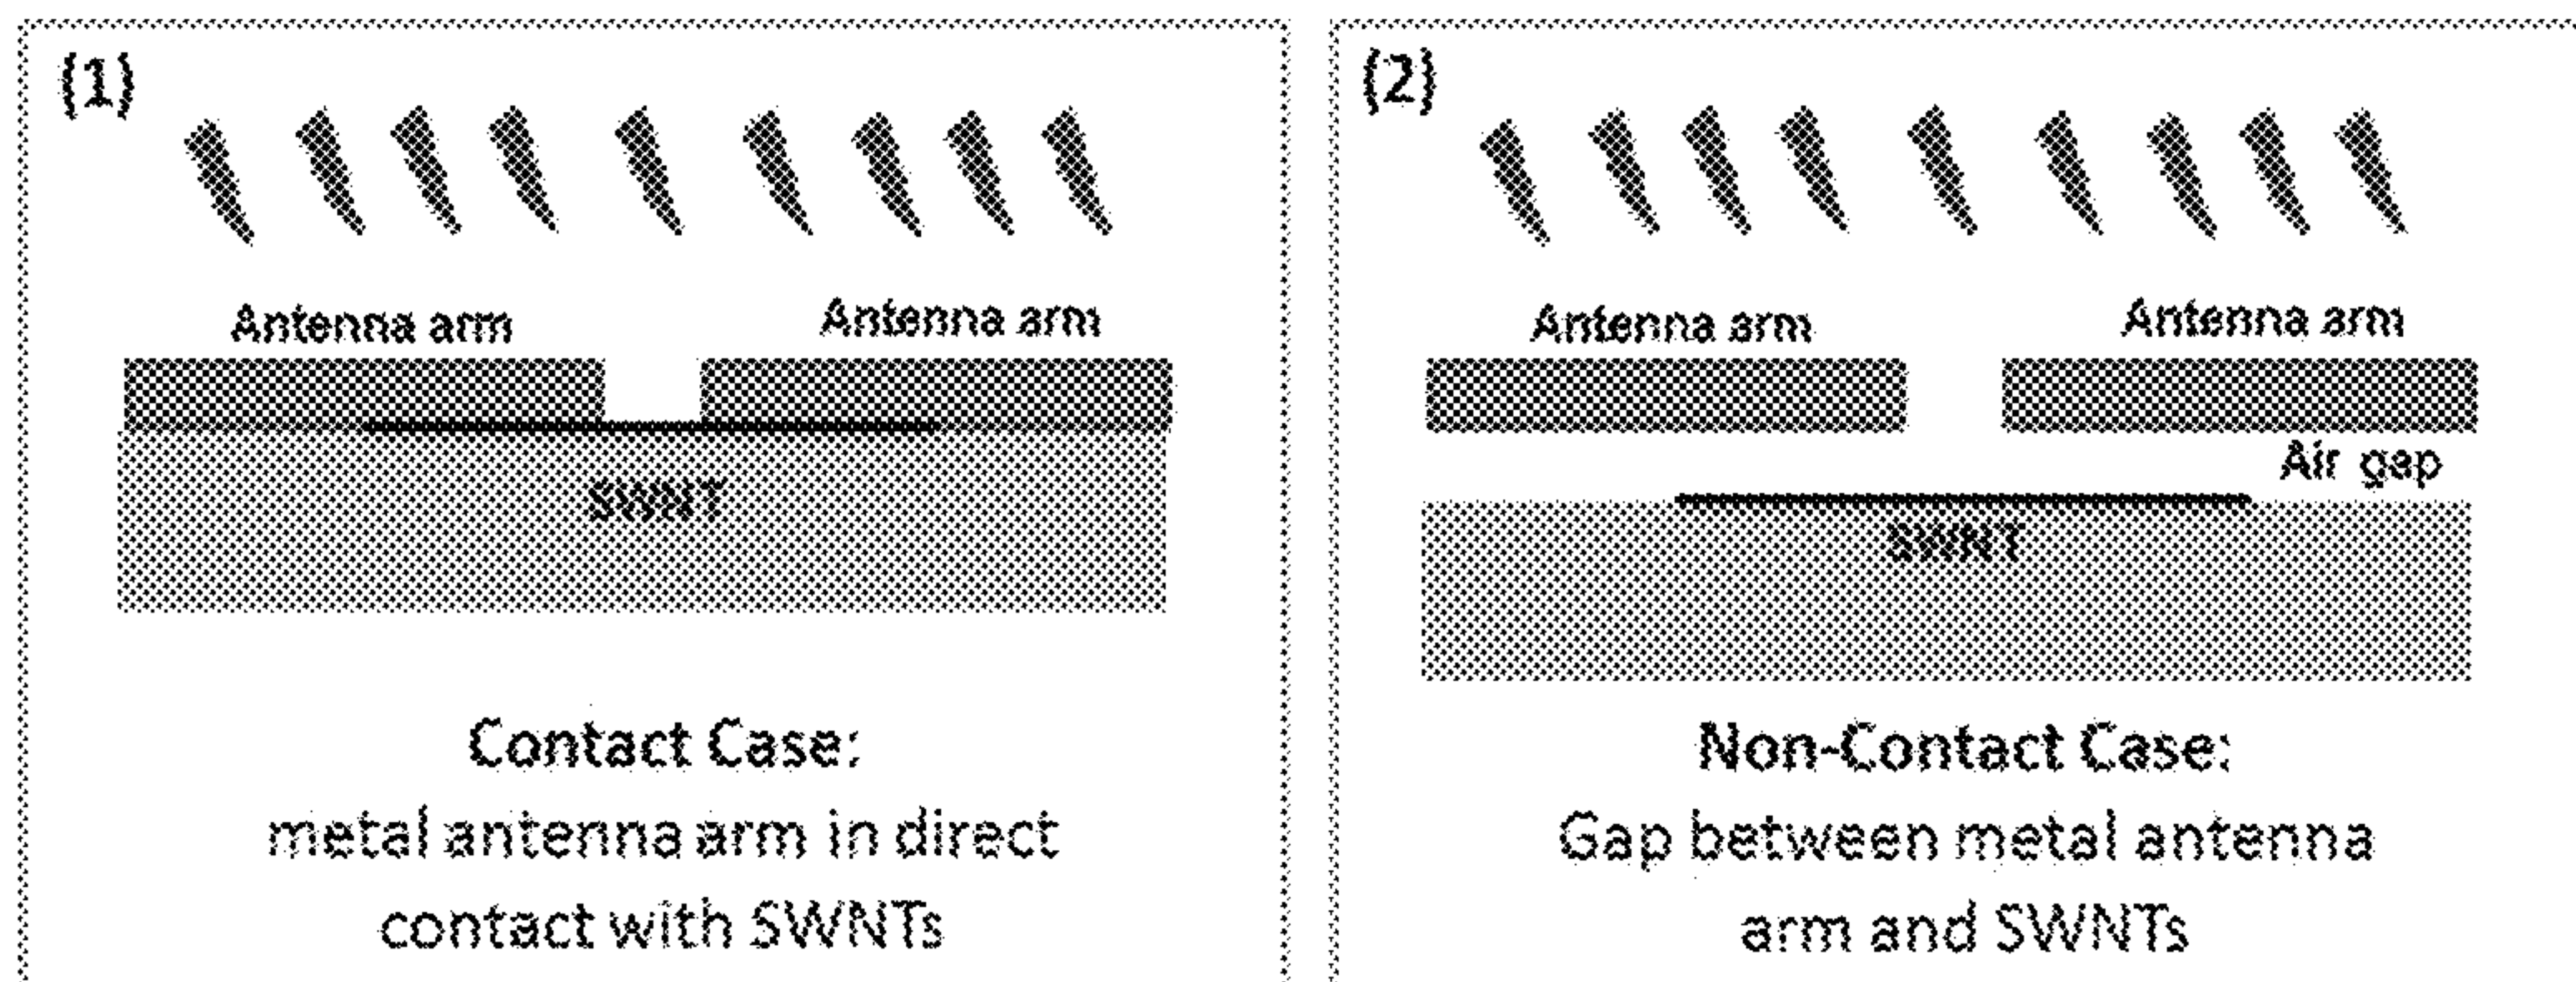 (1)
Antenna arm
Antenna arm
SWNT
Contact Case:
metal antenna arm in direct
contact with SWNTs
(2)
Antenna arm
Antenna arm
Air gap
SWNT
Non-Contact Case:
Gap between metal antenna
arm and SWNTs